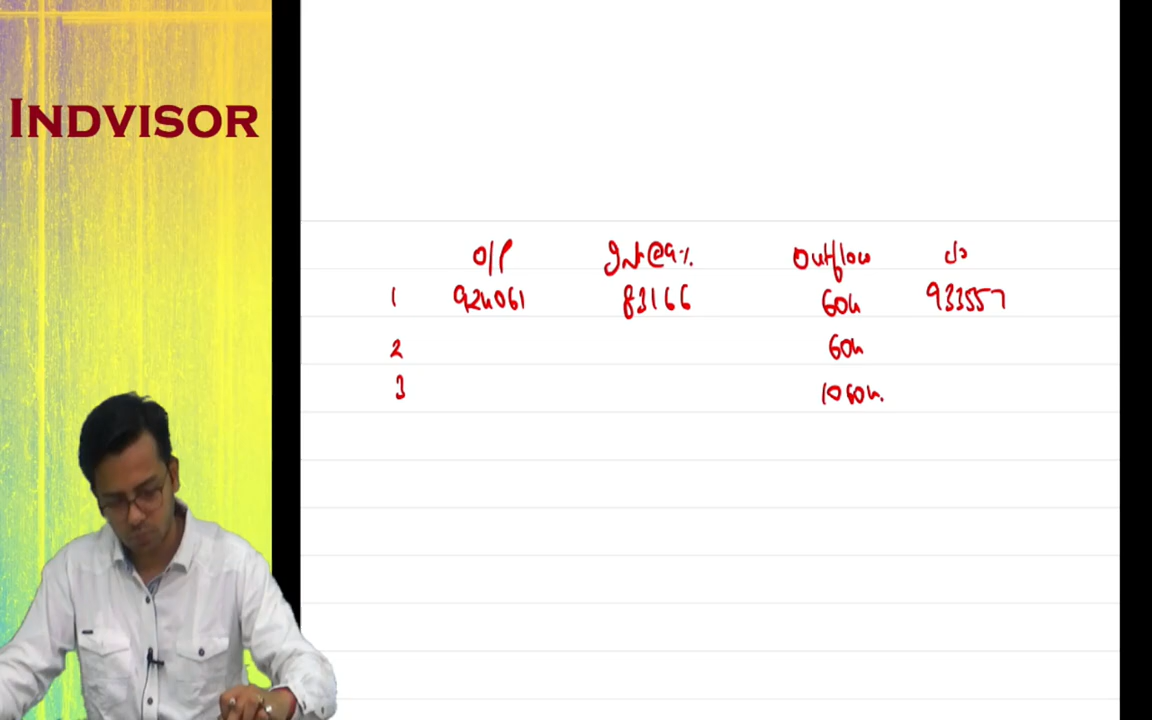 INDVISOR
O/P Int@9% Outflow
1 924061 83166 60k 933557
2 60k
3 1060k.